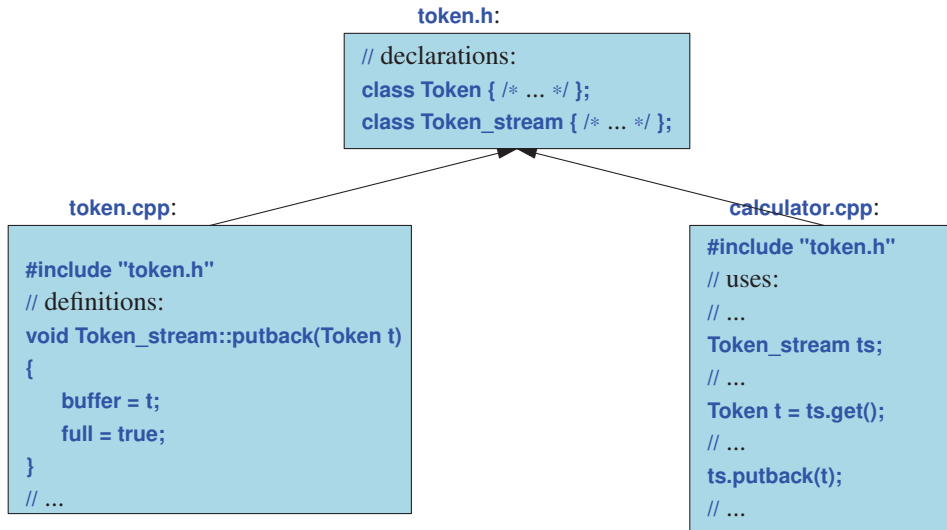 token.h:
// declarations:
class Token { /* ... */ };
class Token_stream { /* ... */ };
token.cpp:
#include "token.h"
// definitions:
void Token_stream::putback(Token t)
{
buffer = t;
full = true;
}
// ...
calculator.cpp:
#include "token.h"
// uses:
// ...
Token_stream ts;
// ...
Token t = ts.get();
// ...
ts.putback(t);
// ...